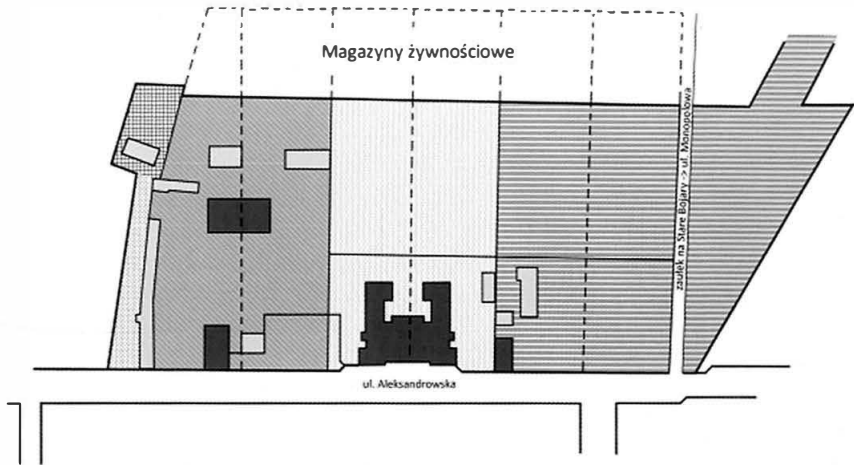 Magazyny żywnościowe
zaułek na Stare Bojary -> ul. Monopolowa
ul. Aleksandrowska